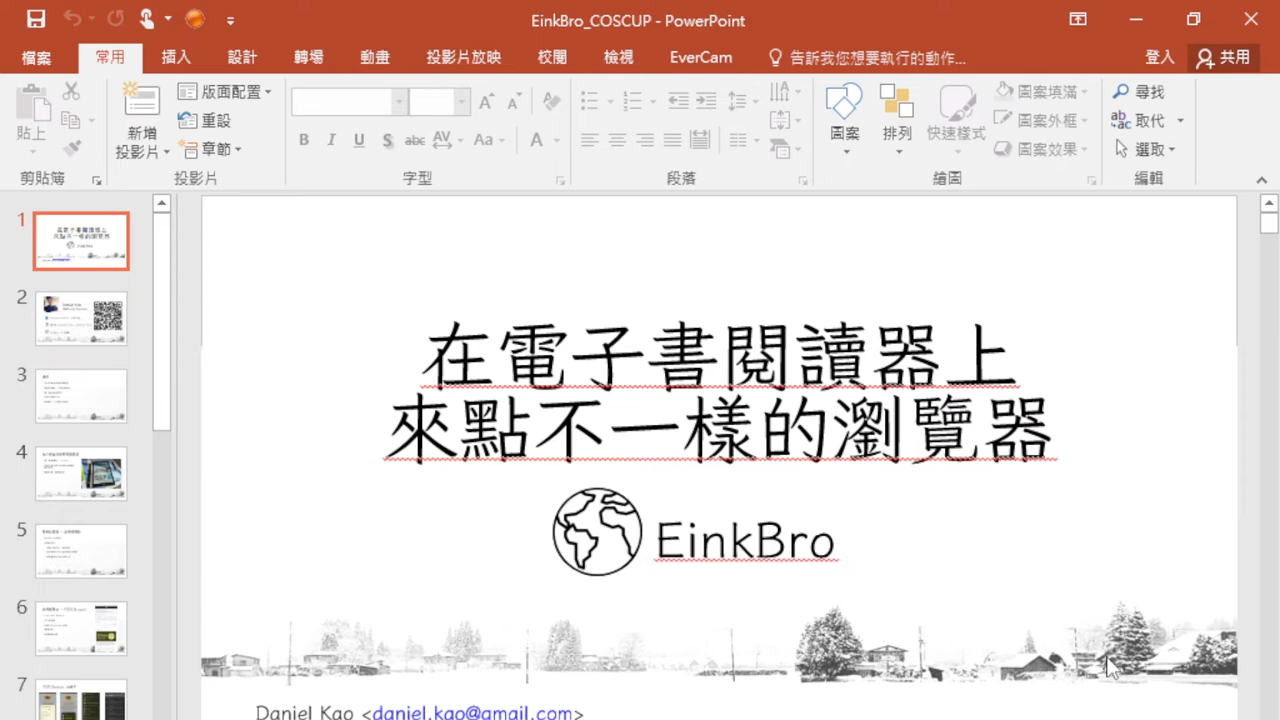 EinkBro_COSCUP - PowerPoint
檔案 常用 插入 設計 轉場 動畫 投影片放映 校閱 檢視 EverCam 告訴我您想要執行的動作... 登入 共用
貼上
剪貼簿
新增
投影片
版面配置
重設
章節
投影片
B I U S abc AV Aa A
字型
段落
圖案
排列
快速樣式
圖案填滿
圖案外框
圖案效果
繪圖
尋找
取代
選取
編輯
1
2
3
4
5
6
7
在電子書閱讀器上
來點不一樣的瀏覽器
EinkBro
Daniel Kao <daniel.kao@gmail.com>